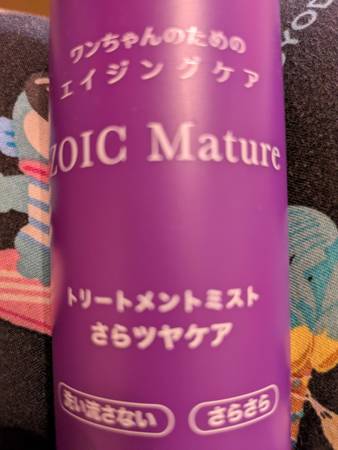 ワンちゃんのための
エイジングケア
ZOIC Mature
トリートメントミスト
さらツヤケア
洗い流さない
さらさら